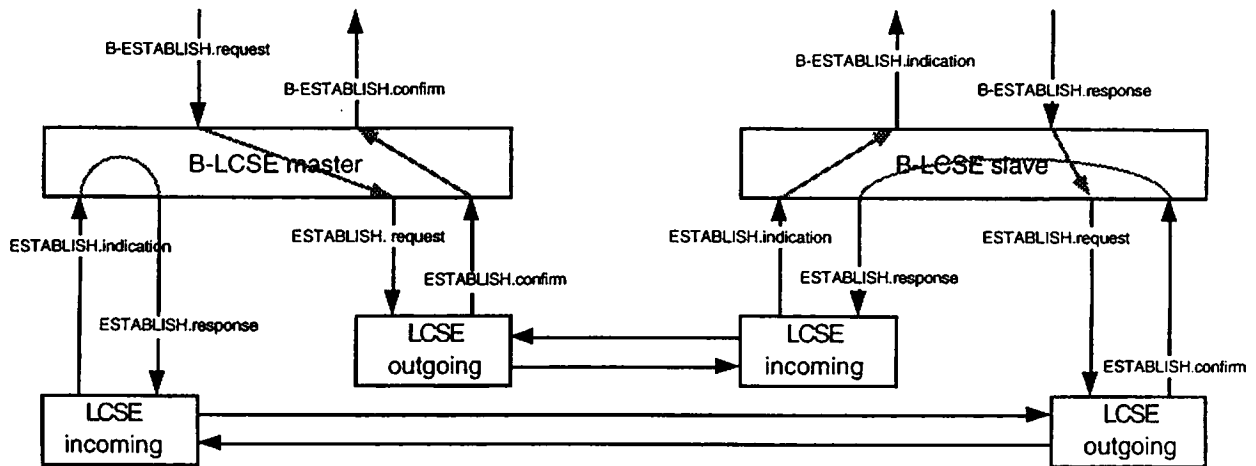 B-ESTABLISH.request
B-ESTABLISH.confirm
B-ESTABLISH.indication
B-ESTABLISH.response
B-LCSE master
B-LCSE slave
ESTABLISH.indication
ESTABLISH. request
ESTABLISH.indication
ESTABLISH.request
ESTABLISH.confirm
ESTABLISH.response
ESTABLISH.response
LCSE
outgoing
LCSE
incoming
ESTABLISH.confirm
LCSE
incoming
LCSE
outgoing